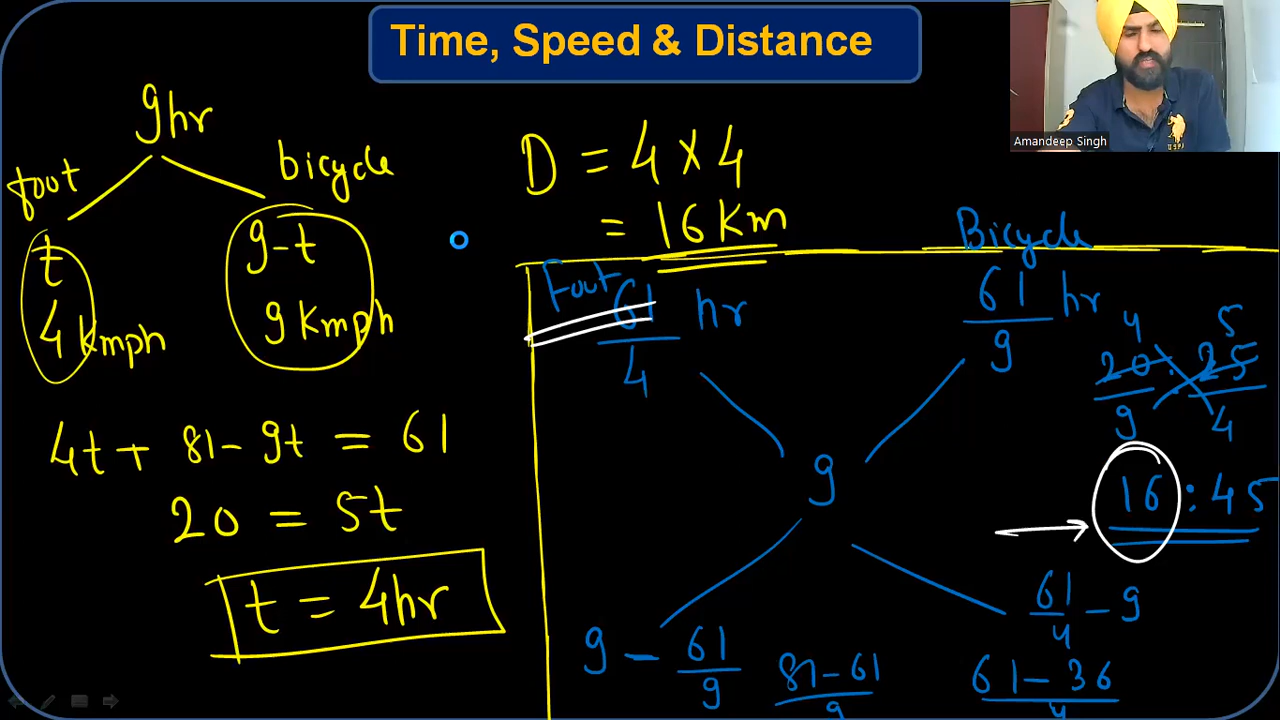 Time, Speed & Distance
Amandeep Singh
9hr
foot
bicycle
t
9-t
4 kmph
9 Kmph
4t + 81 - 9t = 61
20 = 5t
t = 4hr
D = 4 x 4
= 16 Km
Foot
Bicycle
61/4 hr
61/9 hr
9
9 - 61/9
81-61/9
61/4 - 9
61-36/4
20/9 : 25/4
4 5
16 : 45